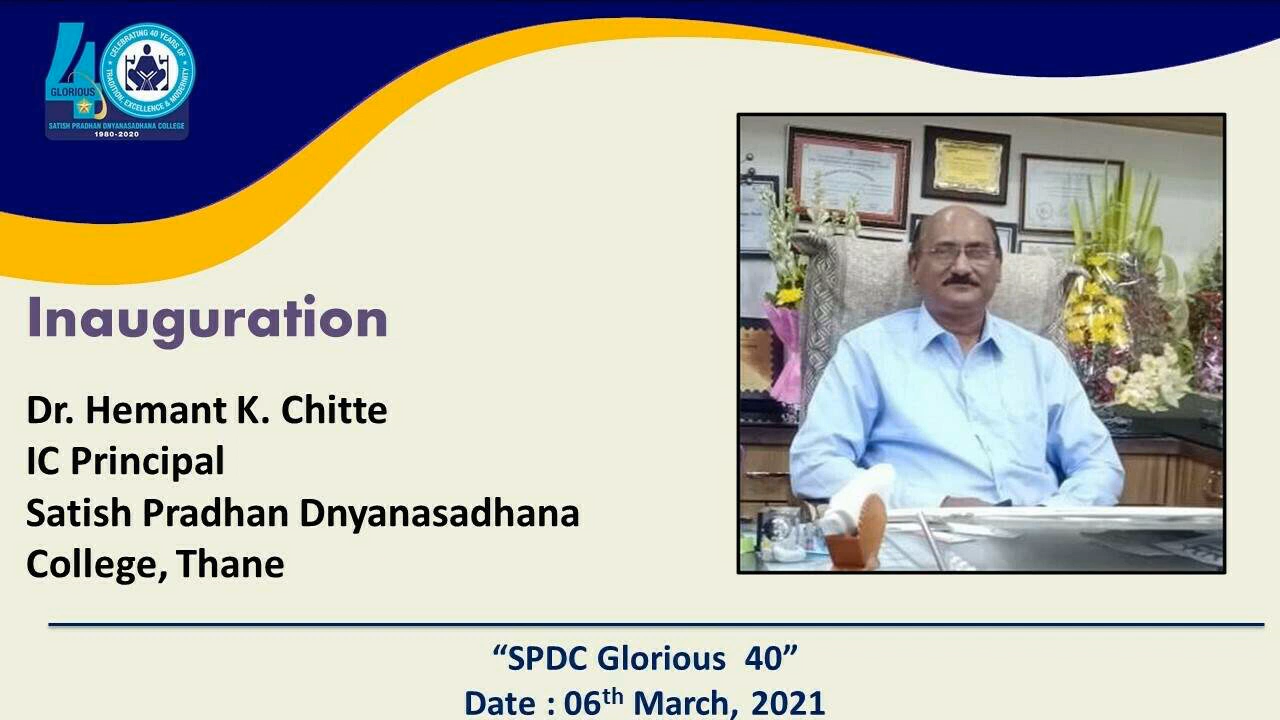 CELEBRATING 40 YEARS OF
TRADITION, EXCELLENCE & MODERNITY
40
GLORIOUS
SATISH PRADHAN DNYANASADHANA COLLEGE
1980-2020
Inauguration
Dr. Hemant K. Chitte
IC Principal
Satish Pradhan Dnyanasadhana
College, Thane
“SPDC Glorious 40”
Date : 06th March, 2021